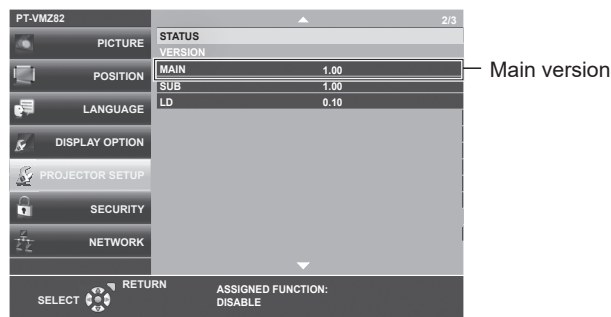 PT-VMZ82
2/3
PICTURE
POSITION
LANGUAGE
DISPLAY OPTION
PROJECTOR SETUP
SECURITY
NETWORK
STATUS
VERSION
MAIN 1.00
SUB 1.00
LD 0.10
Main version
SELECT
RETURN
ASSIGNED FUNCTION:
DISABLE